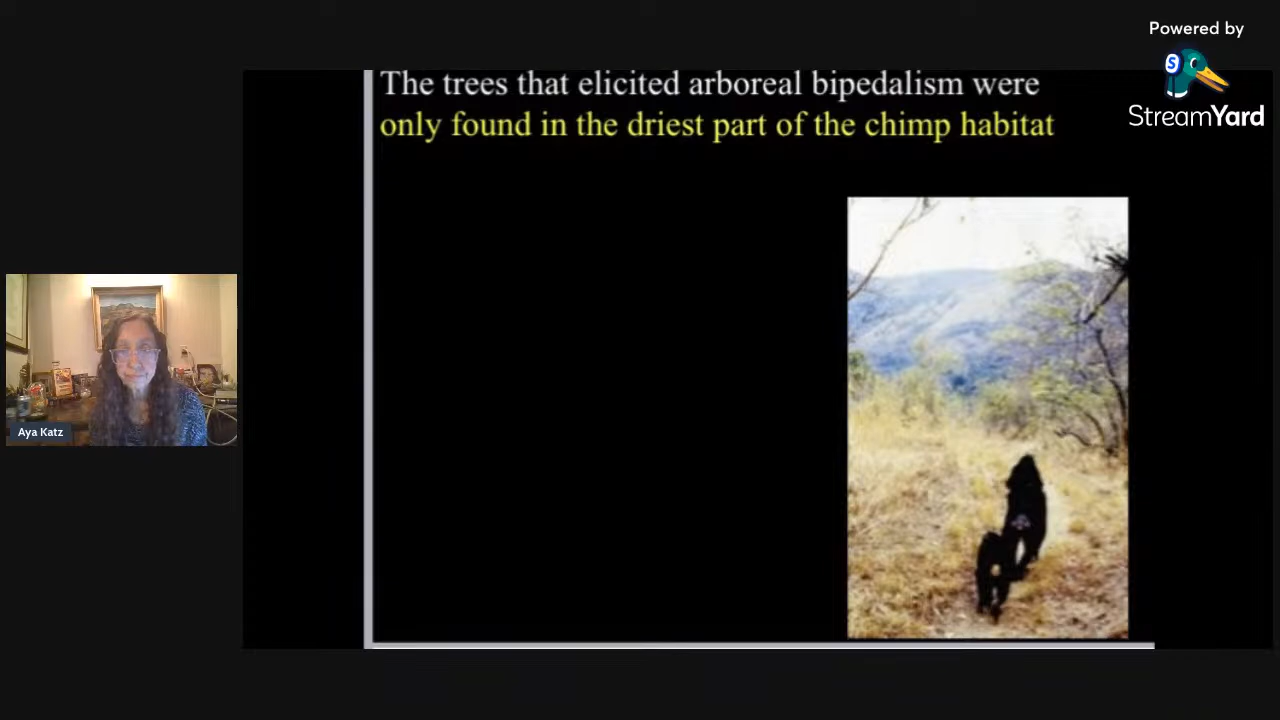 Powered by
StreamYard
The trees that elicited arboreal bipedalism were
only found in the driest part of the chimp habitat
Aya Katz